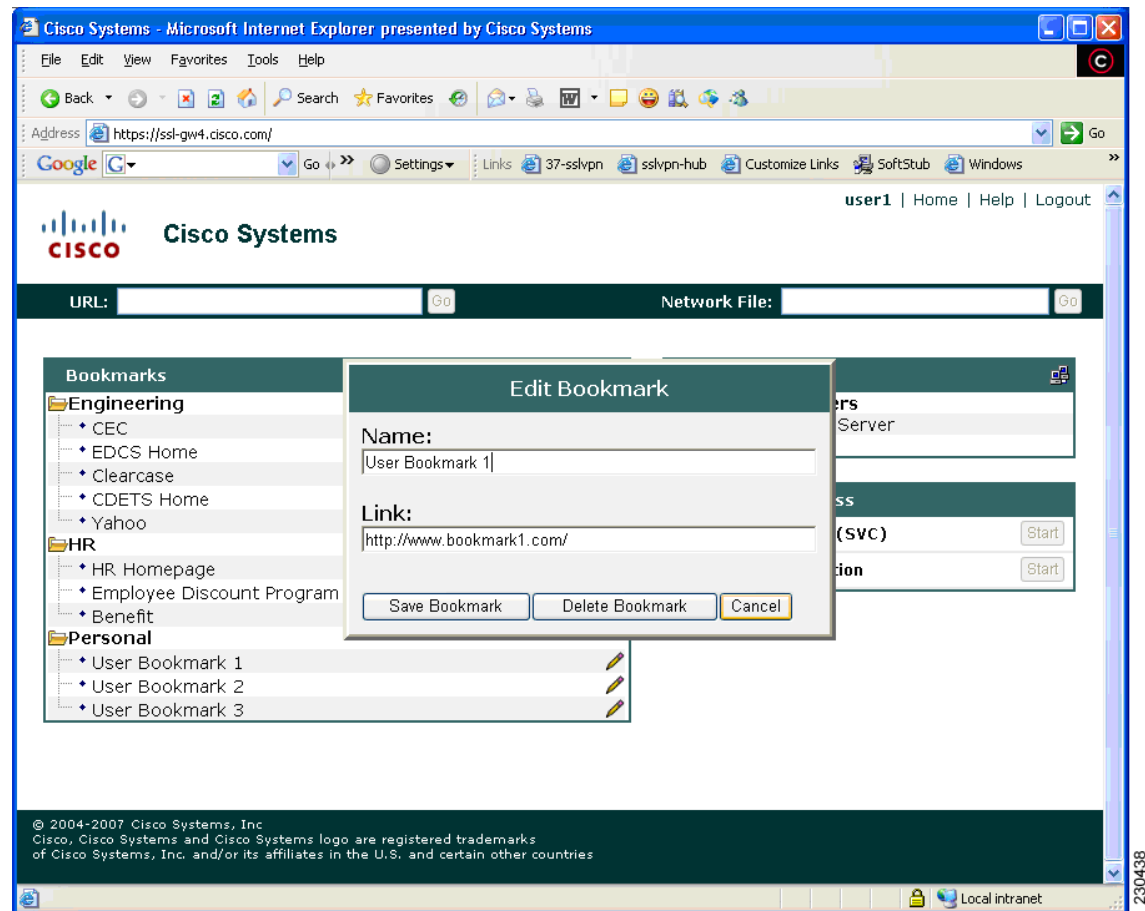 Cisco Systems - Microsoft Internet Explorer presented by Cisco Systems
File Edit View Favorites Tools Help
Back Search Favorites
Address https://ssl-gw4.cisco.com/ Go
Google G Go » Settings Links 37-sslvpn sslvpn-hub Customize Links SoftStub Windows »
user1 | Home | Help | Logout
CISCO Cisco Systems
URL: Go Network File: Go
Bookmarks
Engineering
CEC
EDCS Home
Clearcase
CDETS Home
Yahoo
HR
HR Homepage
Employee Discount Program
Benefit
Personal
User Bookmark 1
User Bookmark 2
User Bookmark 3
Edit Bookmark
Name:
User Bookmark 1
Link:
http://www.bookmark1.com/
Save Bookmark Delete Bookmark Cancel
ers
Server
ss
(SVC) Start
tion Start
© 2004-2007 Cisco Systems, Inc
Cisco, Cisco Systems and Cisco Systems logo are registered trademarks
of Cisco Systems, Inc. and/or its affiliates in the U.S. and certain other countries
Local intranet
230438